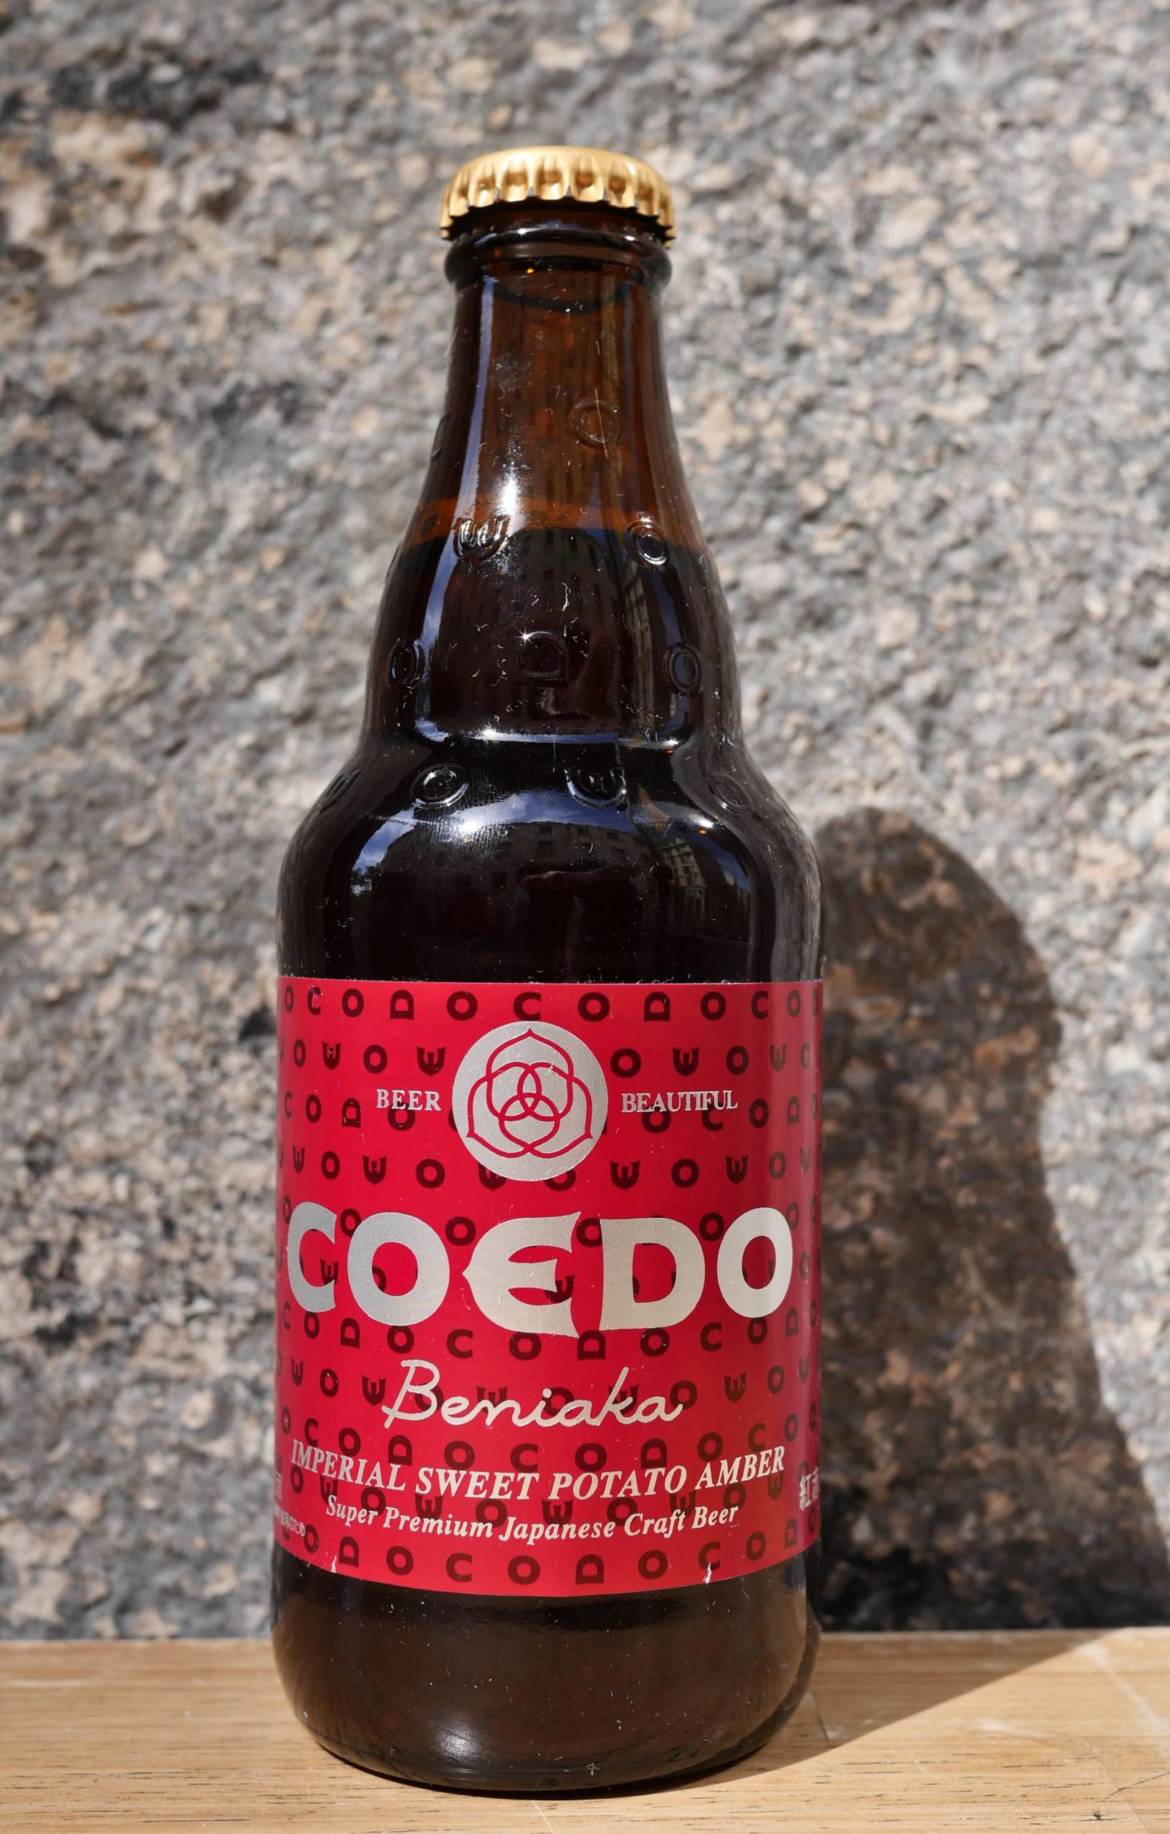 BEER BEAUTIFUL
COEDO
Beniaka
IMPERIAL SWEET POTATO AMBER
Super Premium Japanese Craft Beer